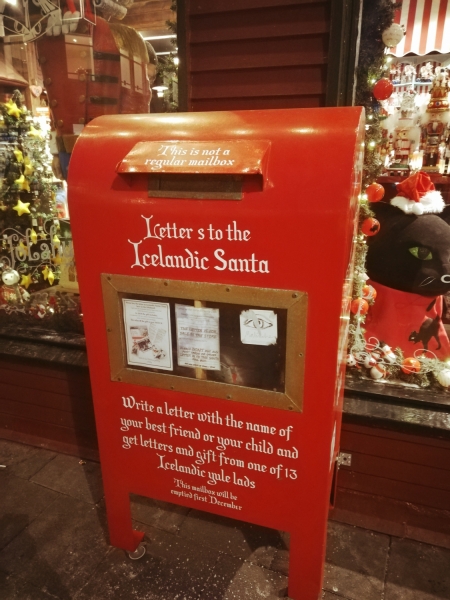 This is not a
regular mailbox
Letter s to the
Icelandic Santa
Write a letter with the name of
your best friend or your child and
get letters and gift from one of 13
Icelandic yule lads
This mailbox will be
emptied first December